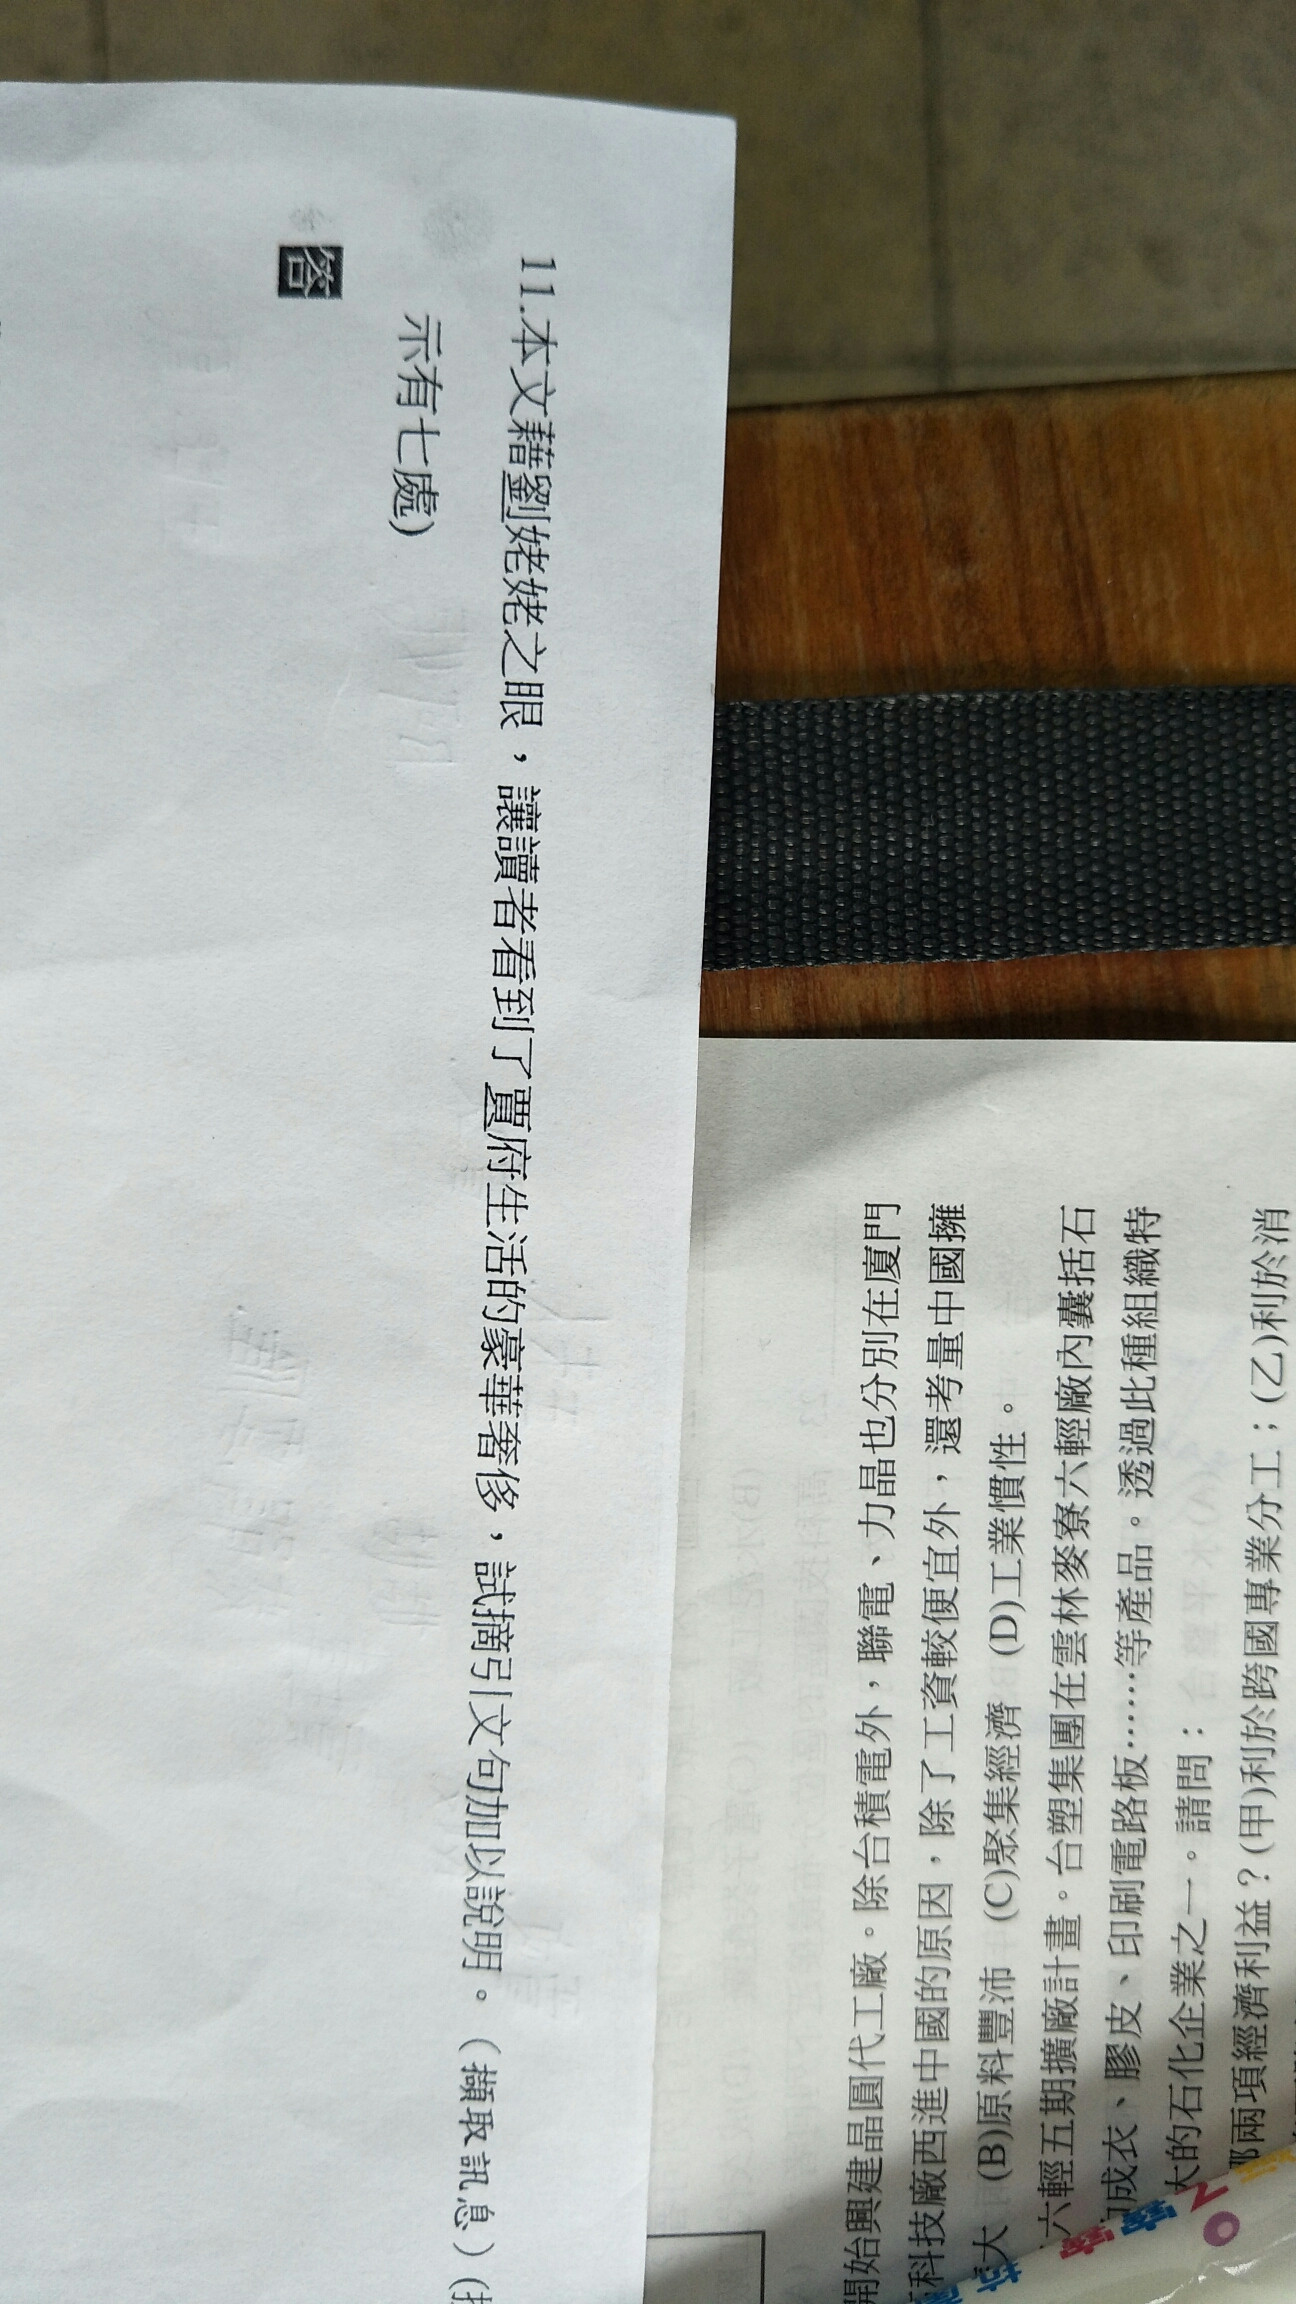 11.本文藉劉姥姥之眼，讓讀者看到了賈府生活的豪華奢侈，試摘引文句加以說明。（擷取訊息）(
示有七處)
答
開始興建晶圓代工廠。除台積電外，聯電、力晶也分別在廈門
科技廠西進中國的原因，除了工資較便宜外，還考量中國擁
大 (B)原料豐沛 (C)聚集經濟 (D)工業慣性。
六輕五期擴廠計畫。台塑集團在雲林麥寮六輕廠內囊括石
成衣、膠皮、印刷電路板……等產品。透過此種組織特
大的石化企業之一。請問：
那兩項經濟利益？(甲)利於跨國專業分工；(乙)利於消